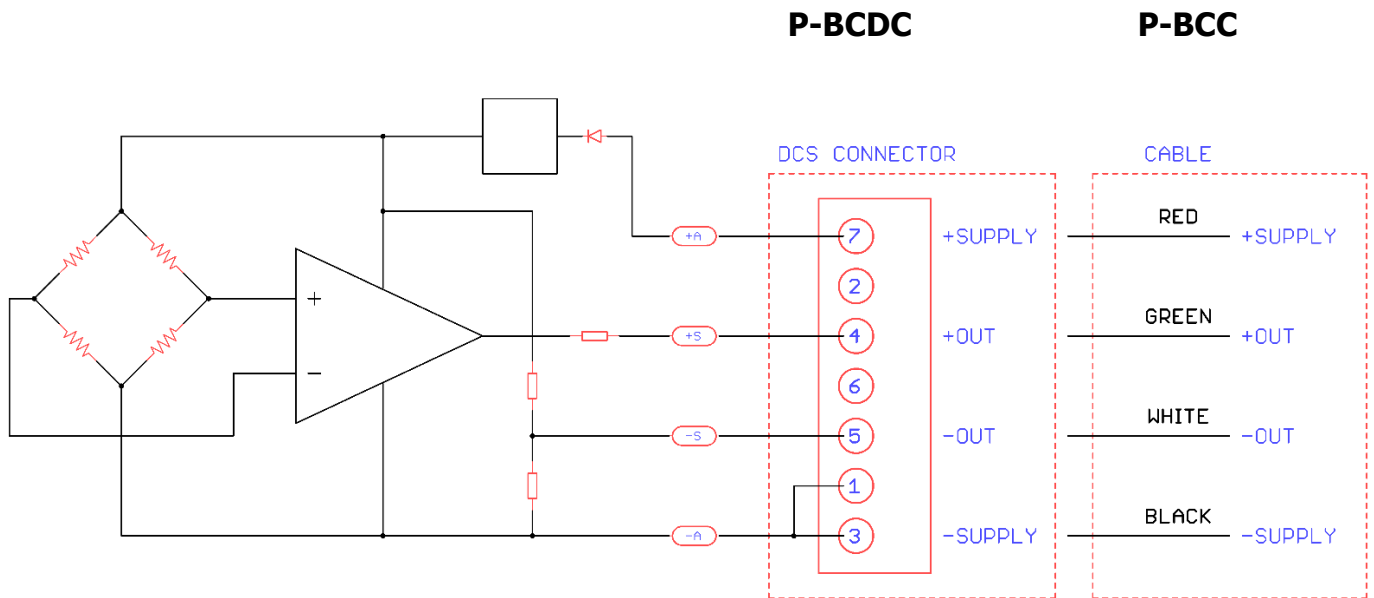 P-BCDC P-BCC
DCS CONNECTOR CABLE
RED
+A 7 +SUPPLY +SUPPLY
2
GREEN
+ +S 4 +OUT +OUT
− 6
WHITE
-S 5 -OUT -OUT
1
BLACK
-A 3 -SUPPLY -SUPPLY